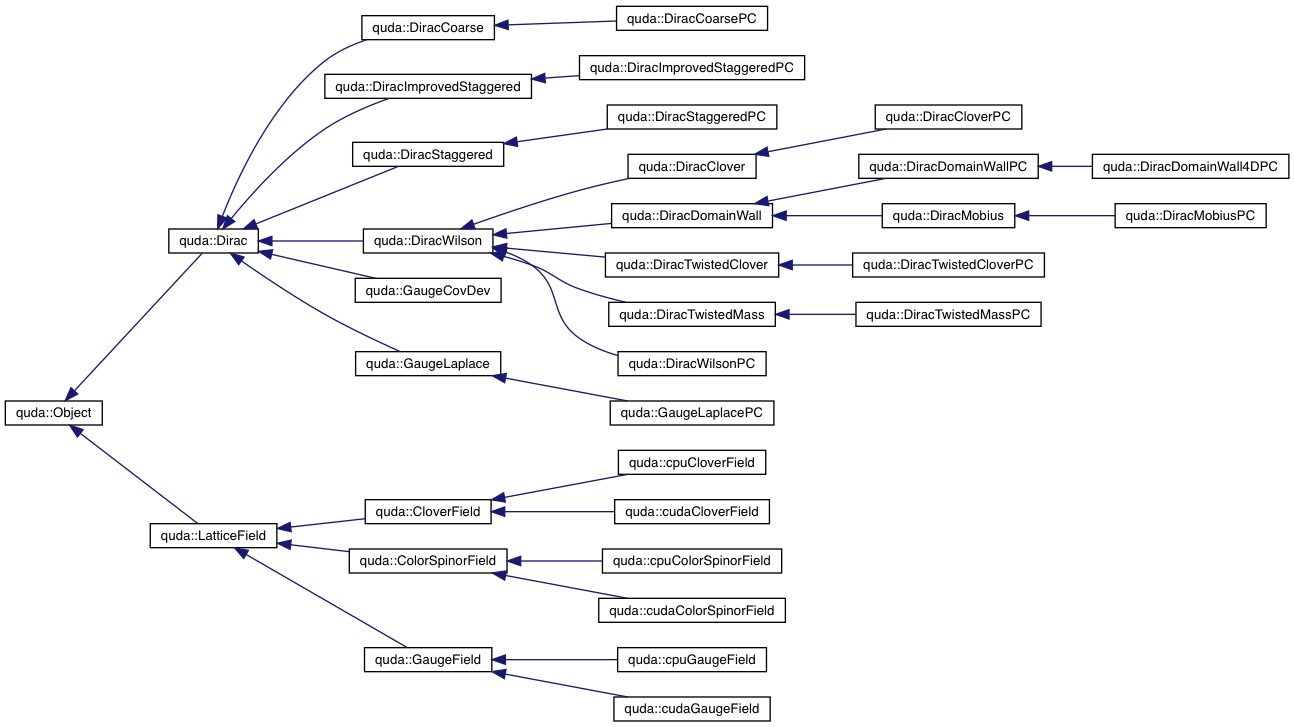 quda::DiracCoarsePC
quda::DiracCoarse
quda::DiracImprovedStaggeredPC
quda::DiracImprovedStaggered
quda::DiracStaggeredPC
quda::DiracCloverPC
quda::DiracStaggered
quda::DiracClover
quda::DiracDomainWallPC
quda::DiracDomainWall4DPC
quda::DiracDomainWall
quda::DiracMobius
quda::DiracMobiusPC
quda::Dirac
quda::DiracWilson
quda::DiracTwistedClover
quda::DiracTwistedCloverPC
quda::GaugeCovDev
quda::DiracTwistedMass
quda::DiracTwistedMassPC
quda::GaugeLaplace
quda::DiracWilsonPC
quda::Object
quda::GaugeLaplacePC
quda::cpuCloverField
quda::CloverField
quda::cudaCloverField
quda::LatticeField
quda::ColorSpinorField
quda::cpuColorSpinorField
quda::cudaColorSpinorField
quda::GaugeField
quda::cpuGaugeField
quda::cudaGaugeField